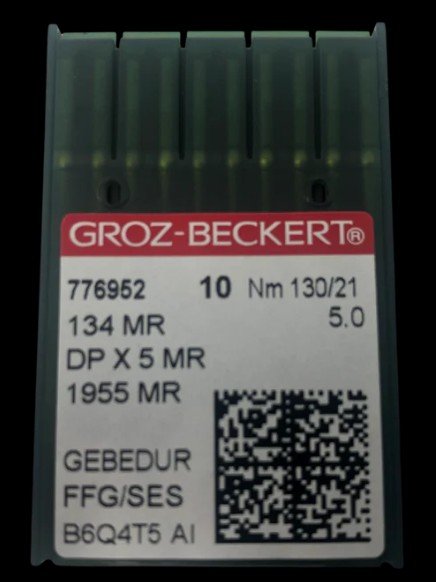 GROZ-BECKERT®
776952 10 Nm 130/21
134 MR 5.0
DP X 5 MR
1955 MR
GEBEDUR
FFG/SES
B6Q4T5 AI